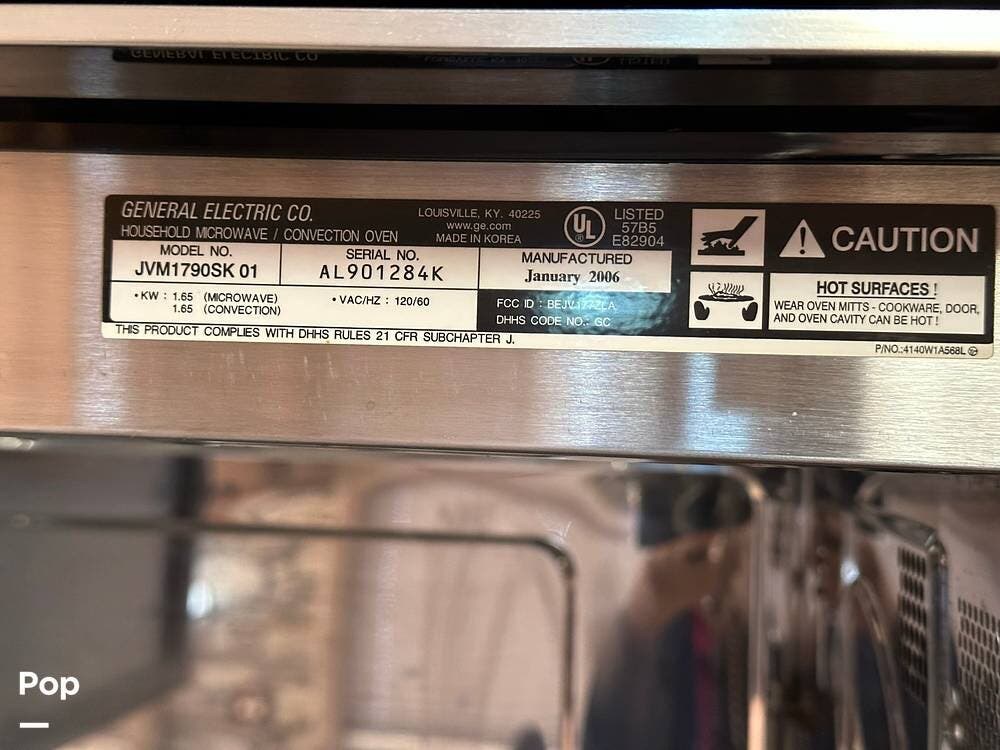 GENERAL ELECTRIC CO.
HOUSEHOLD MICROWAVE / CONVECTION OVEN
LOUISVILLE, KY. 40225
www.ge.com
MADE IN KOREA
UL
LISTED
57B5
E82904
MODEL NO.
JVM1790SK 01
SERIAL NO.
AL901284K
MANUFACTURED
January 2006
• KW : 1.65 (MICROWAVE)
1.65 (CONVECTION)
• VAC/HZ : 120/60
FCC ID :
DHHS CODE NO.: GC
THIS PRODUCT COMPLIES WITH DHHS RULES 21 CFR SUBCHAPTER J.
CAUTION
HOT SURFACES !
WEAR OVEN MITTS - COOKWARE, DOOR,
AND OVEN CAVITY CAN BE HOT !
P/NO.:4140W1A568L
Pop